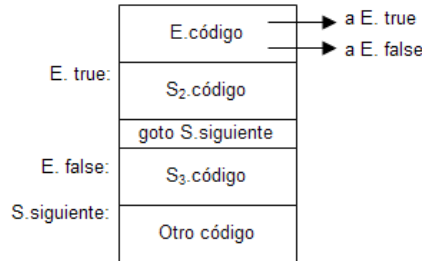 E.código
a E. true
a E. false
E. true:
S₂.código
goto S.siguiente
E. false:
S₃.código
S.siguiente:
Otro código